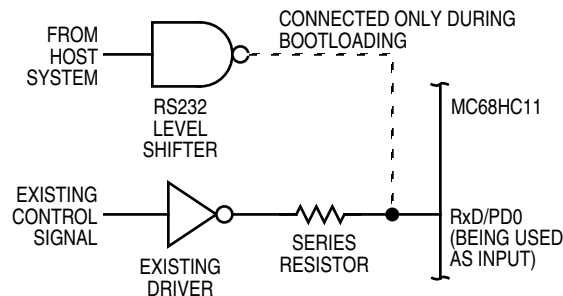 CONNECTED ONLY DURING
BOOTLOADING
FROM
HOST
SYSTEM
RS232
LEVEL
SHIFTER
MC68HC11
EXISTING
CONTROL
SIGNAL
EXISTING
DRIVER
SERIES
RESISTOR
RxD/PD0
(BEING USED
AS INPUT)